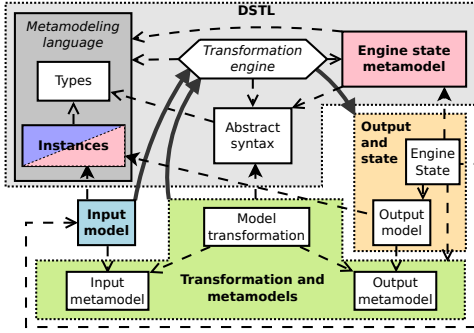 DSTL
Metamodeling
language
Transformation
engine
Engine state
metamodel
Types
Abstract
syntax
Instances
Output
and
state
Engine
State
Input
model
Model
transformation
Output
model
Input
metamodel
Transformation and
metamodels
Output
metamodel